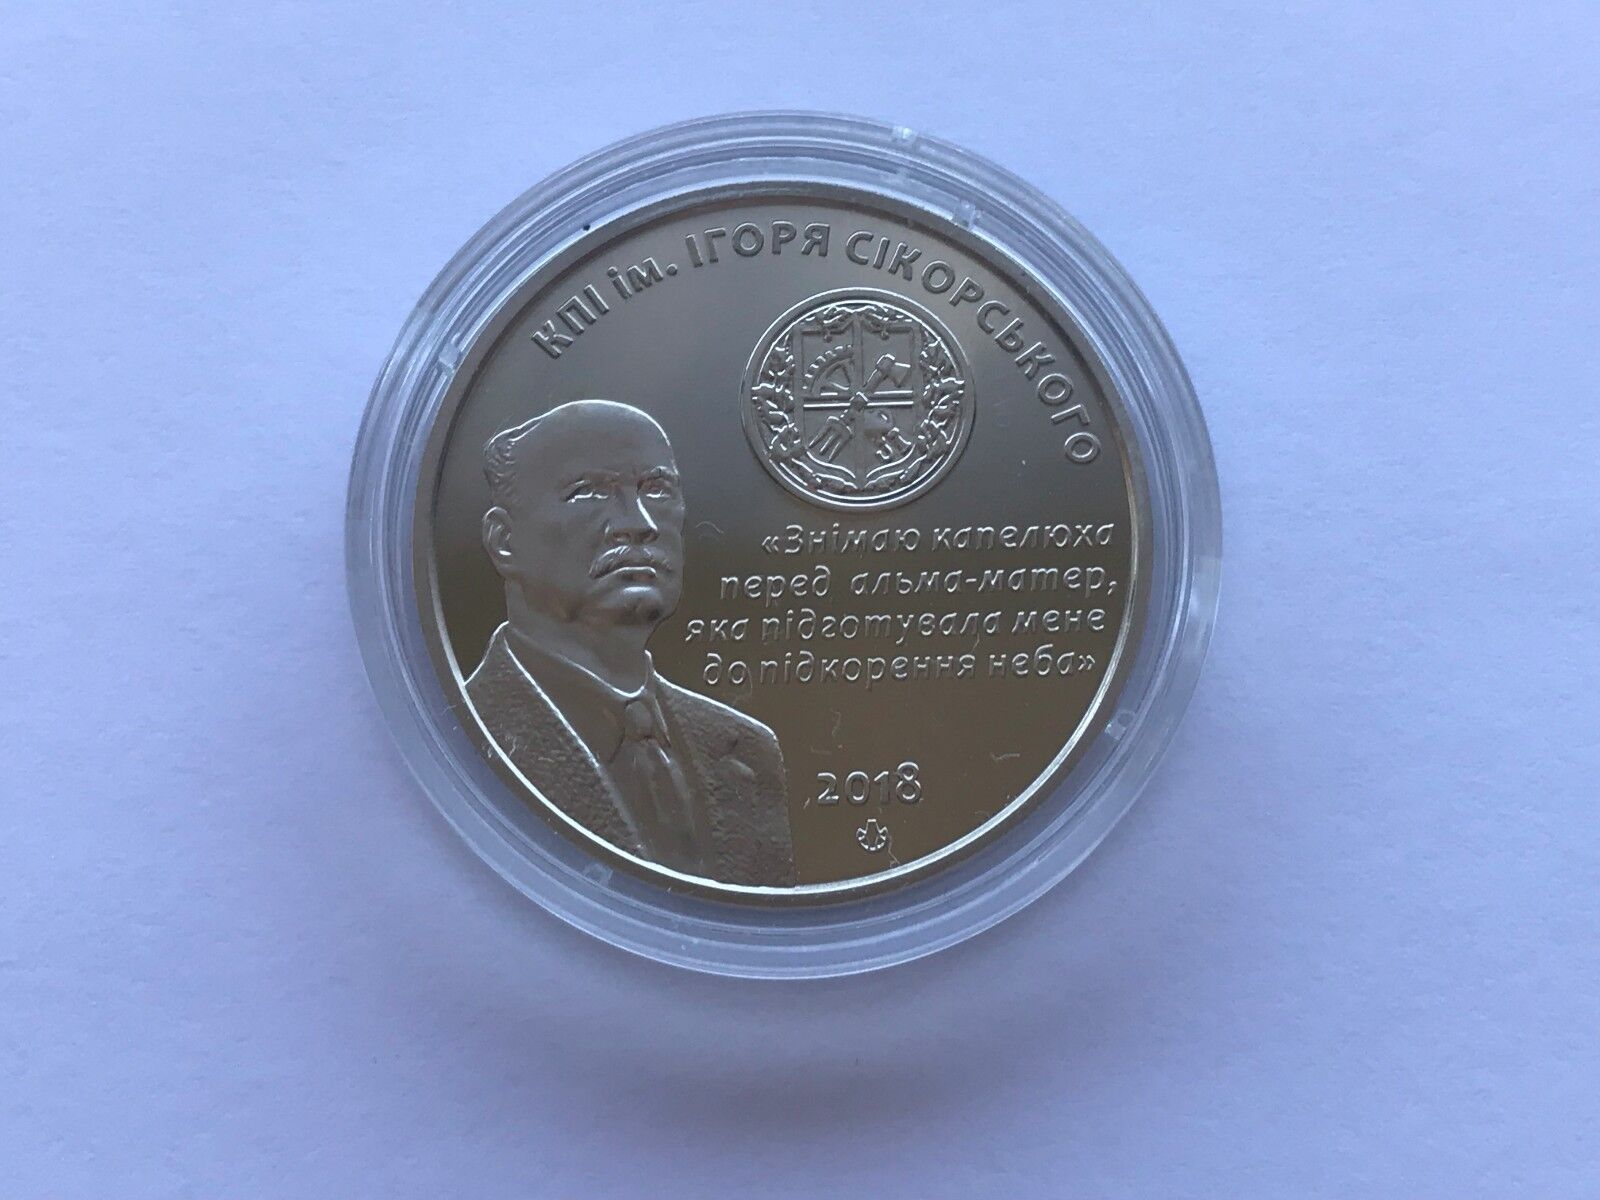 КПІ ім. ІГОРЯ СІКОРСЬКОГО
«Знімаю капелюха
перед альма-матер,
яка підготувала мене
до підкорення неба»
2018